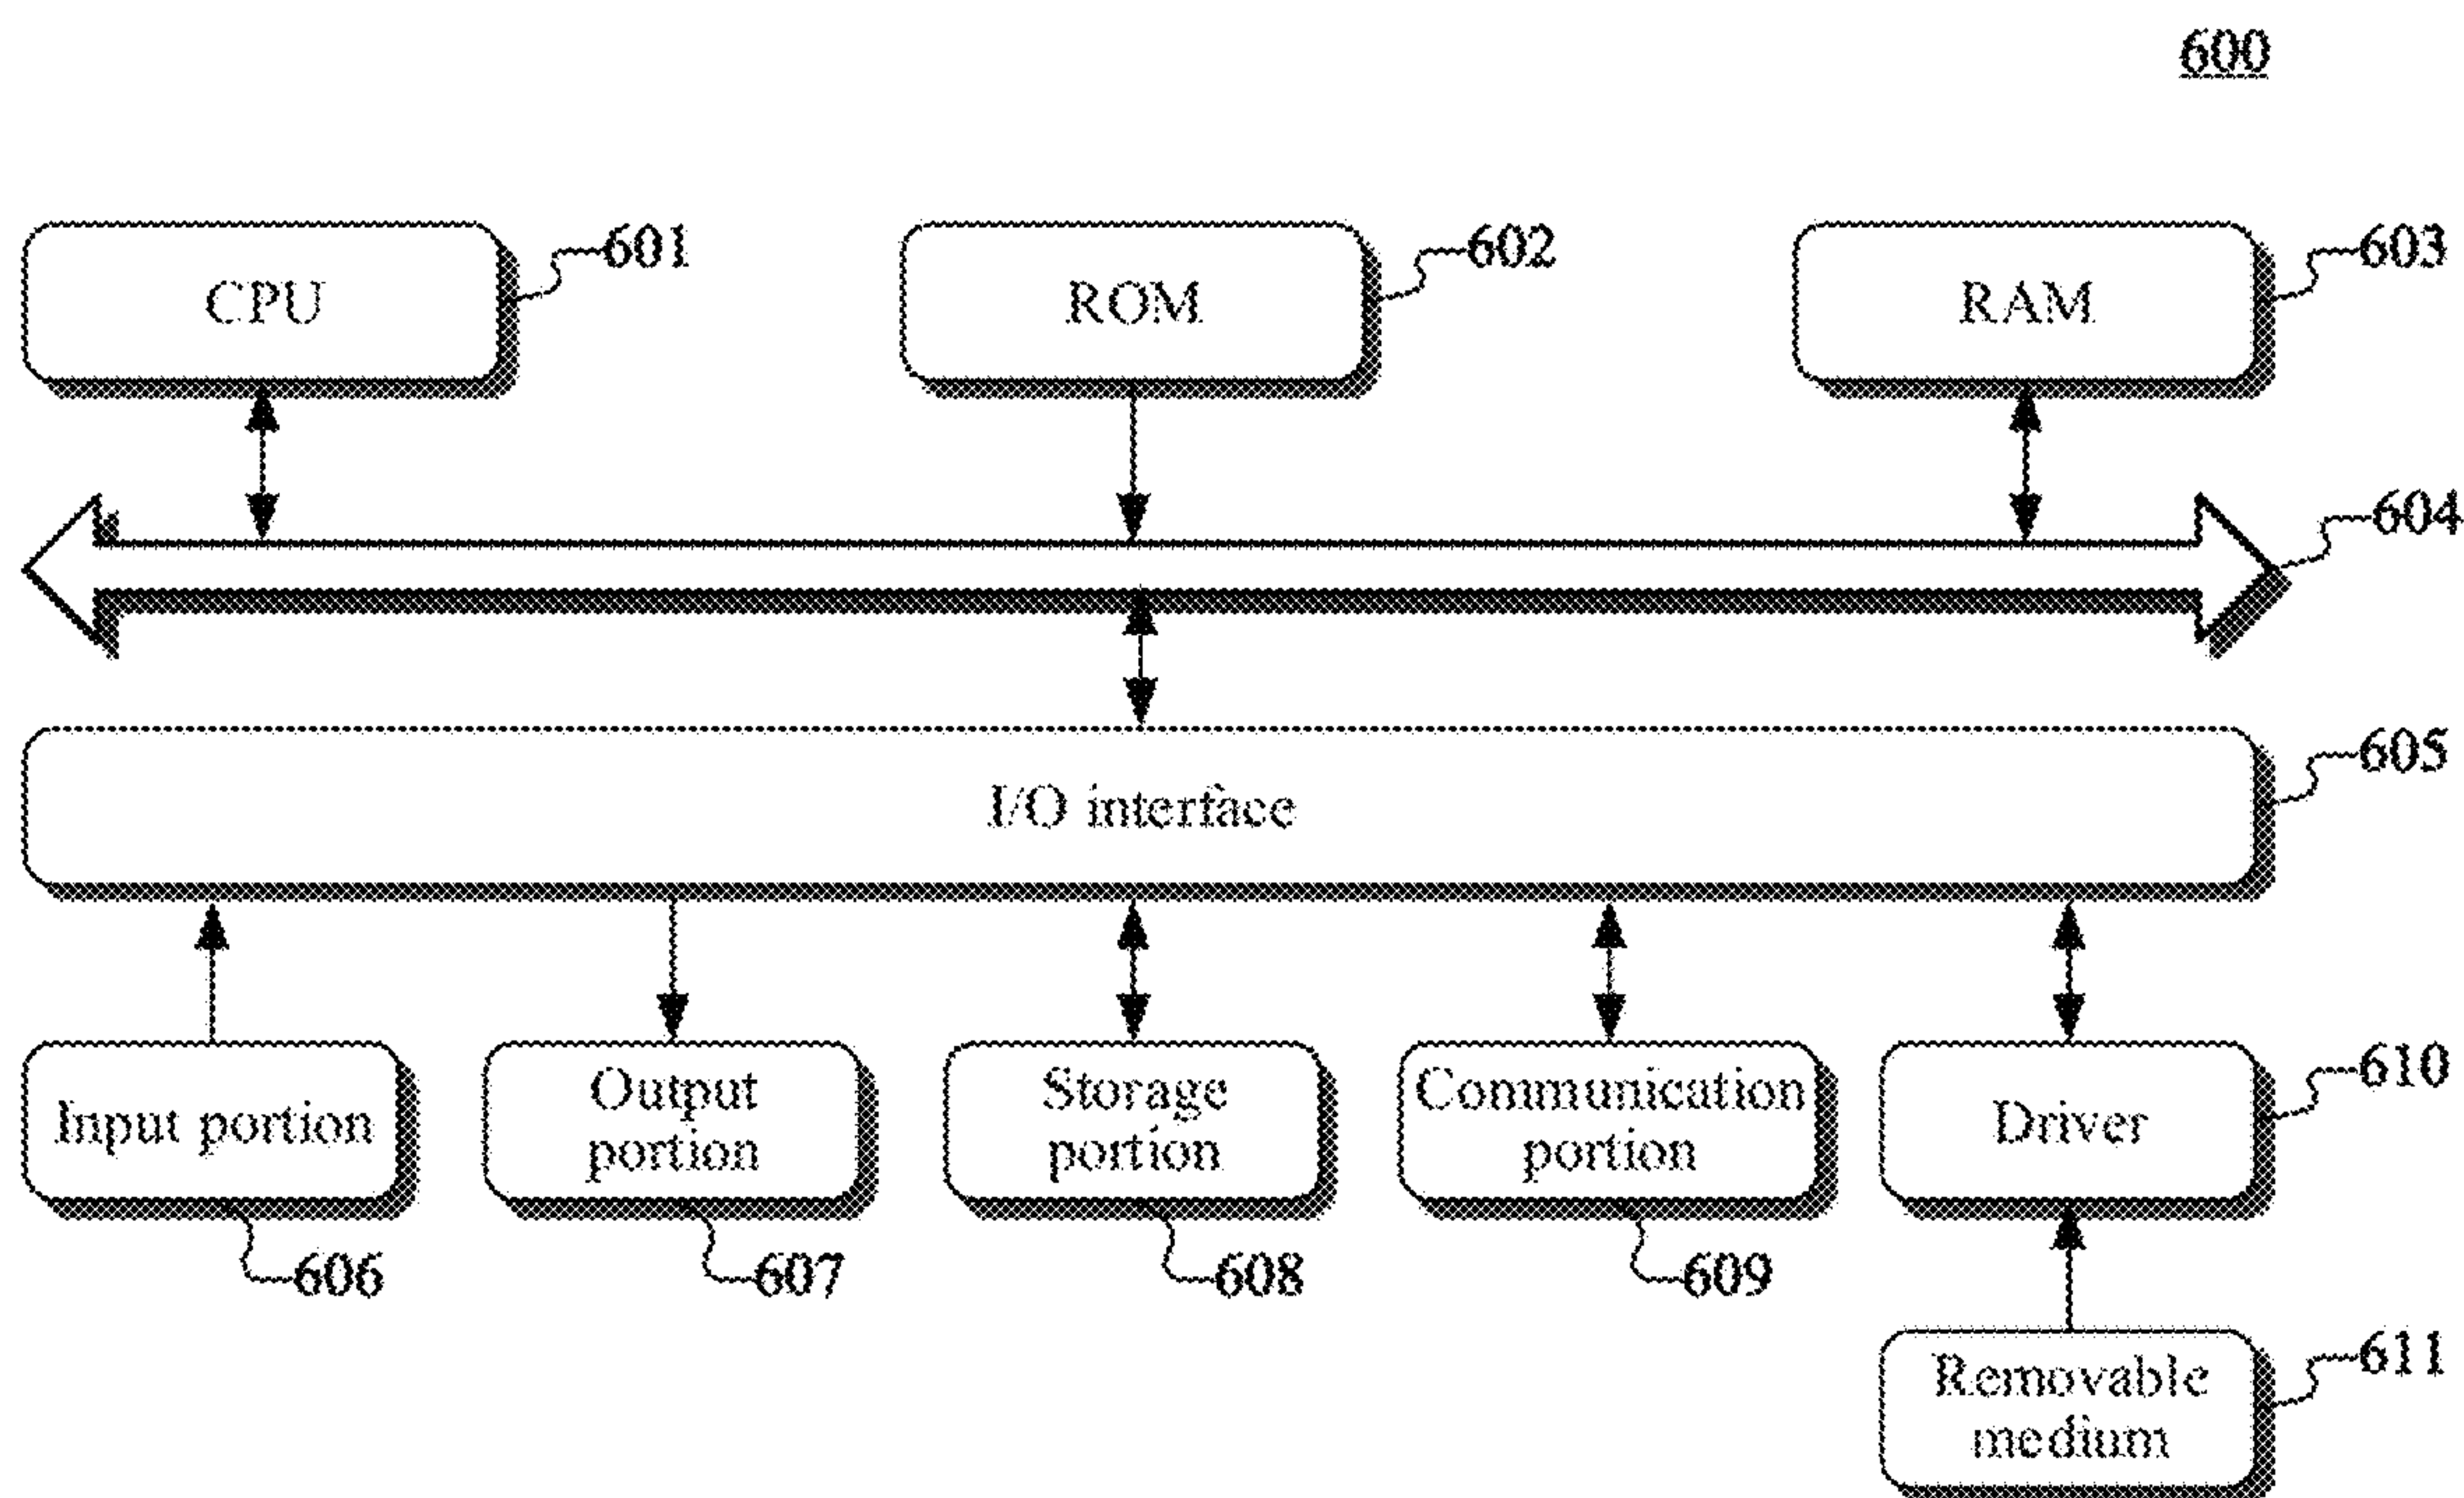 600
CPU
601
ROM
602
RAM
603
604
I/O interface
605
Input portion
Output
portion
Storage
portion
Communication
portion
Driver
610
606
607
608
609
Removable
medium
611